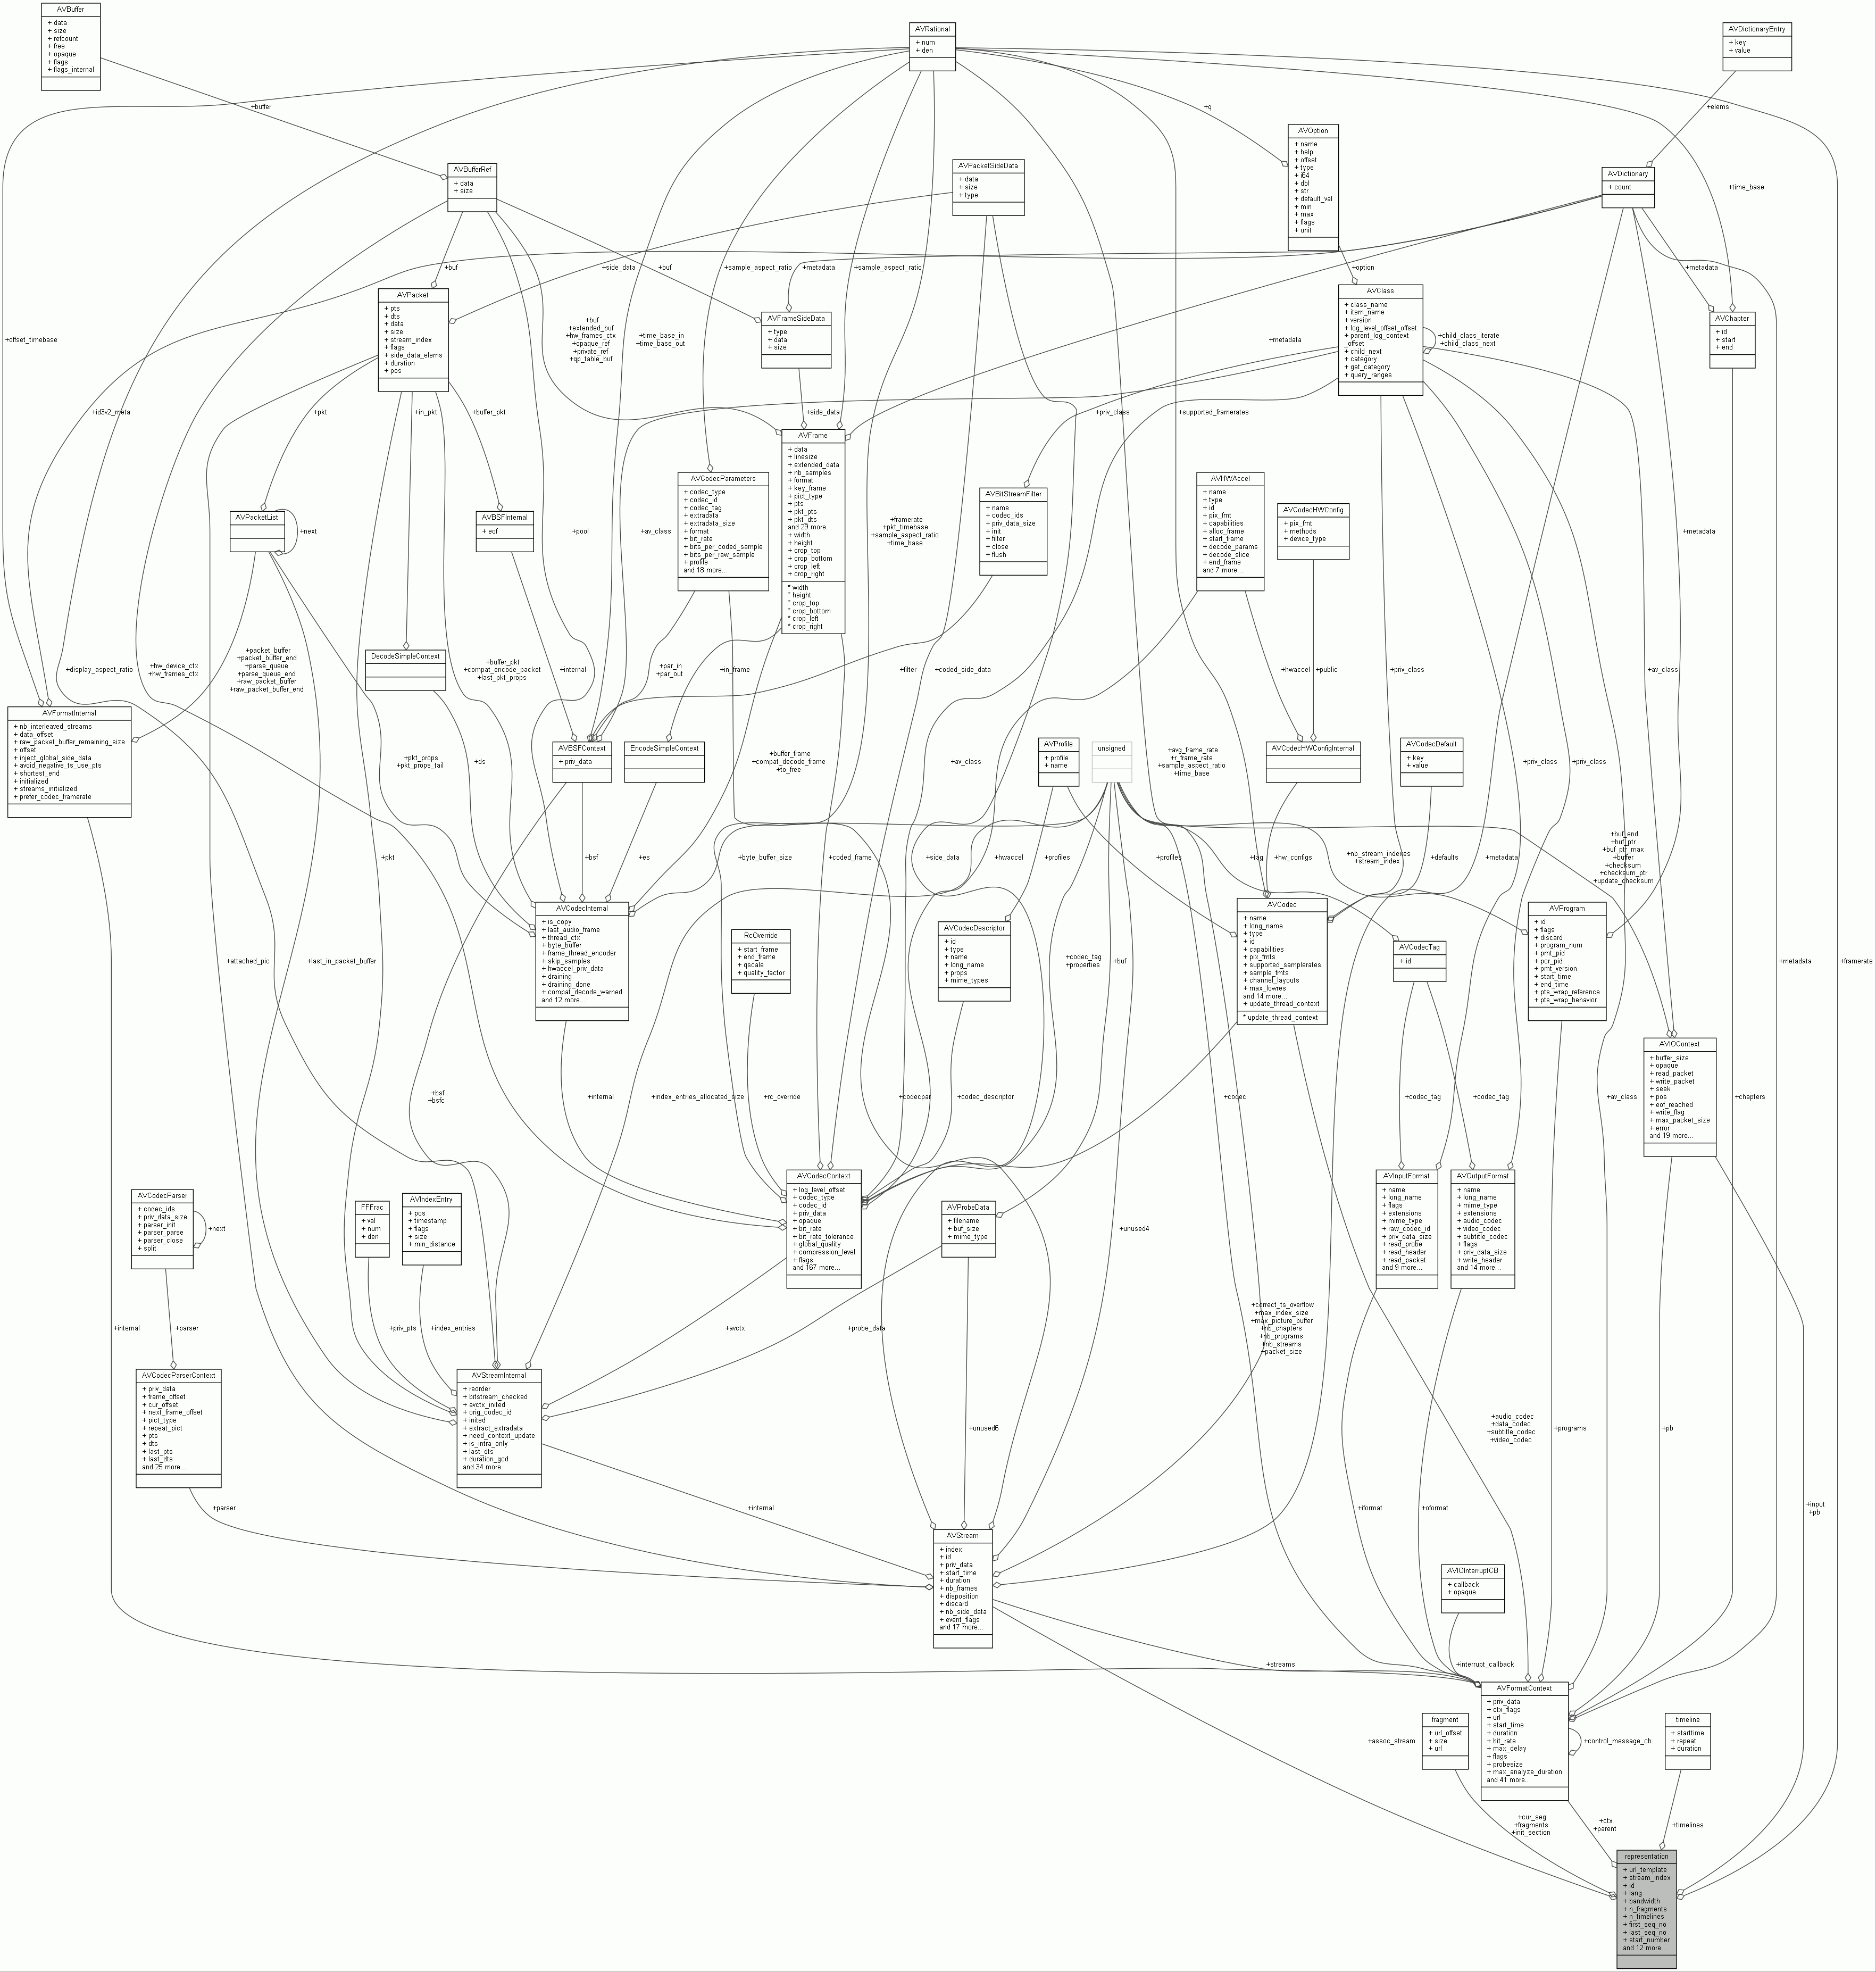 AVBuffer
+ data
+ size
+ refcount
+ free
+ opaque
+ flags
+ flags_internal
AVRational
+ num
+ den
AVDictionaryEntry
+ key
+ value
+buffer
+q
+elems
AVOption
+ name
+ help
+ offset
+ type
+ i64
+ dbl
+ str
+ default_val
+ min
+ max
+ flags
+ unit
AVBufferRef
+ data
+ size
AVPacketSideData
+ data
+ size
+ type
AVDictionary
+ count
+time_base
+buf
+side_data
+buf
+sample_aspect_ratio
+metadata
+sample_aspect_ratio
+option
+metadata
AVPacket
+ pts
+ dts
+ data
+ size
+ stream_index
+ flags
+ side_data_elems
+ duration
+ pos
AVFrameSideData
+ type
+ data
+ size
AVClass
+ class_name
+ item_name
+ version
+ log_level_offset_offset
+ parent_log_context
_offset
+ child_next
+ category
+ get_category
+ query_ranges
+child_class_iterate
+child_class_next
AVChapter
+ id
+ start
+ end
+offset_timebase
+buf
+extended_buf
+hw_frames_ctx
+opaque_ref
+private_ref
+qp_table_buf
+time_base_in
+time_base_out
+metadata
+id3v2_meta
+pkt
+in_pkt
+buffer_pkt
+side_data
+priv_class
+supported_framerates
AVFrame
+ data
+ linesize
+ extended_data
+ nb_samples
+ format
+ key_frame
+ pict_type
+ pts
+ pkt_pts
+ pkt_dts
and 29 more...
+ width
+ height
+ crop_top
+ crop_bottom
+ crop_left
+ crop_right
* width
* height
* crop_top
* crop_bottom
* crop_left
* crop_right
AVCodecParameters
+ codec_type
+ codec_id
+ codec_tag
+ extradata
+ extradata_size
+ format
+ bit_rate
+ bits_per_coded_sample
+ bits_per_raw_sample
+ profile
and 18 more...
AVBitStreamFilter
+ name
+ codec_ids
+ priv_data_size
+ init
+ filter
+ close
+ flush
AVHWAccel
+ name
+ type
+ id
+ pix_fmt
+ capabilities
+ alloc_frame
+ start_frame
+ decode_params
+ decode_slice
+ end_frame
and 7 more...
AVCodecHWConfig
+ pix_fmt
+ methods
+ device_type
AVPacketList
+next
AVBSFInternal
+ eof
+pool
+av_class
+framerate
+pkt_timebase
+sample_aspect_ratio
+time_base
+metadata
+display_aspect_ratio
+hw_device_ctx
+hw_frames_ctx
+packet_buffer
+packet_buffer_end
+parse_queue
+parse_queue_end
+raw_packet_buffer
+raw_packet_buffer_end
DecodeSimpleContext
+buffer_pkt
+compat_encode_packet
+last_pkt_props
+internal
+par_in
+par_out
+in_frame
+filter
+coded_side_data
+hwaccel
+public
+priv_class
+av_class
AVFormatInternal
+ nb_interleaved_streams
+ data_offset
+ raw_packet_buffer_remaining_size
+ offset
+ inject_global_side_data
+ avoid_negative_ts_use_pts
+ shortest_end
+ initialized
+ streams_initialized
+ prefer_codec_framerate
+pkt_props
+pkt_props_tail
+ds
AVBSFContext
+ priv_data
EncodeSimpleContext
+buffer_frame
+compat_decode_frame
+to_free
+av_class
AVProfile
+ profile
+ name
unsigned
+avg_frame_rate
+r_frame_rate
+sample_aspect_ratio
+time_base
AVCodecHWConfigInternal
AVCodecDefault
+ key
+ value
+priv_class
+priv_class
+pkt
+bsf
+es
+byte_buffer_size
+coded_frame
+side_data
+hwaccel
+profiles
+profiles
+tag
+hw_configs
+nb_stream_indexes
+stream_index
+defaults
+metadata
+buf_end
+buf_ptr
+buf_ptr_max
+buffer
+checksum
+checksum_ptr
+update_checksum
+attached_pic
+last_in_packet_buffer
AVCodecInternal
+ is_copy
+ last_audio_frame
+ thread_ctx
+ byte_buffer
+ frame_thread_encoder
+ skip_samples
+ hwaccel_priv_data
+ draining
+ draining_done
+ compat_decode_warned
and 12 more...
RcOverride
+ start_frame
+ end_frame
+ qscale
+ quality_factor
AVCodecDescriptor
+ id
+ type
+ name
+ long_name
+ props
+ mime_types
+codec_tag
+properties
+buf
AVCodec
+ name
+ long_name
+ type
+ id
+ capabilities
+ pix_fmts
+ supported_samplerates
+ sample_fmts
+ channel_layouts
+ max_lowres
and 14 more...
+ update_thread_context
* update_thread_context
AVCodecTag
+ id
AVProgram
+ id
+ flags
+ discard
+ program_num
+ pmt_pid
+ pcr_pid
+ pmt_version
+ start_time
+ end_time
+ pts_wrap_reference
+ pts_wrap_behavior
+metadata
+framerate
AVIOContext
+ buffer_size
+ opaque
+ read_packet
+ write_packet
+ seek
+ pos
+ eof_reached
+ write_flag
+ max_packet_size
+ error
and 19 more...
+bsf
+bsfc
+internal
+index_entries_allocated_size
+rc_override
+codecpar
+codec_descriptor
+codec
+codec_tag
+codec_tag
+av_class
+chapters
AVCodecParser
+ codec_ids
+ priv_data_size
+ parser_init
+ parser_parse
+ parser_close
+ split
+next
FFFrac
+ val
+ num
+ den
AVIndexEntry
+ pos
+ timestamp
+ flags
+ size
+ min_distance
AVCodecContext
+ log_level_offset
+ codec_type
+ codec_id
+ priv_data
+ opaque
+ bit_rate
+ bit_rate_tolerance
+ global_quality
+ compression_level
+ flags
and 167 more...
AVProbeData
+ filename
+ buf_size
+ mime_type
+unused4
AVInputFormat
+ name
+ long_name
+ flags
+ extensions
+ mime_type
+ raw_codec_id
+ priv_data_size
+ read_probe
+ read_header
+ read_packet
and 9 more...
AVOutputFormat
+ name
+ long_name
+ mime_type
+ extensions
+ audio_codec
+ video_codec
+ subtitle_codec
+ flags
+ priv_data_size
+ write_header
and 14 more...
+internal
+parser
+priv_pts
+index_entries
+avctx
+probe_data
+correct_ts_overflow
+max_index_size
+max_picture_buffer
+nb_chapters
+nb_programs
+nb_streams
+packet_size
AVCodecParserContext
+ priv_data
+ frame_offset
+ cur_offset
+ next_frame_offset
+ pict_type
+ repeat_pict
+ pts
+ dts
+ last_pts
+ last_dts
and 25 more...
AVStreamInternal
+ reorder
+ bitstream_checked
+ avctx_inited
+ orig_codec_id
+ inited
+ extract_extradata
+ need_context_update
+ is_intra_only
+ last_dts
+ duration_gcd
and 34 more...
+unused6
+audio_codec
+data_codec
+subtitle_codec
+video_codec
+programs
+pb
+parser
+internal
+iformat
+oformat
+input
+pb
AVStream
+ index
+ id
+ priv_data
+ start_time
+ duration
+ nb_frames
+ disposition
+ discard
+ nb_side_data
+ event_flags
and 17 more...
AVIOInterruptCB
+ callback
+ opaque
+streams
+interrupt_callback
AVFormatContext
+ priv_data
+ ctx_flags
+ url
+ start_time
+ duration
+ bit_rate
+ max_delay
+ flags
+ probesize
+ max_analyze_duration
and 41 more...
+control_message_cb
+assoc_stream
fragment
+ url_offset
+ size
+ url
timeline
+ starttime
+ repeat
+ duration
+cur_seg
+fragments
+init_section
+ctx
+parent
+timelines
representation
+ url_template
+ stream_index
+ id
+ lang
+ bandwidth
+ n_fragments
+ n_timelines
+ first_seq_no
+ last_seq_no
+ start_number
and 12 more...